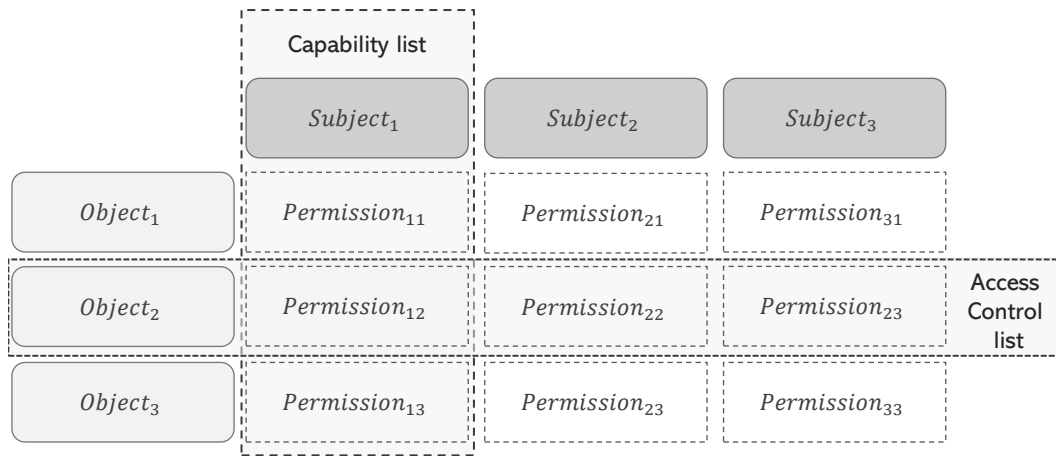 Capability list
Subject₁ Subject₂ Subject₃
Object₁ Permission₁₁ Permission₂₁ Permission₃₁
Object₂ Permission₁₂ Permission₂₂ Permission₂₃
Access
Control
list
Object₃ Permission₁₃ Permission₂₃ Permission₃₃